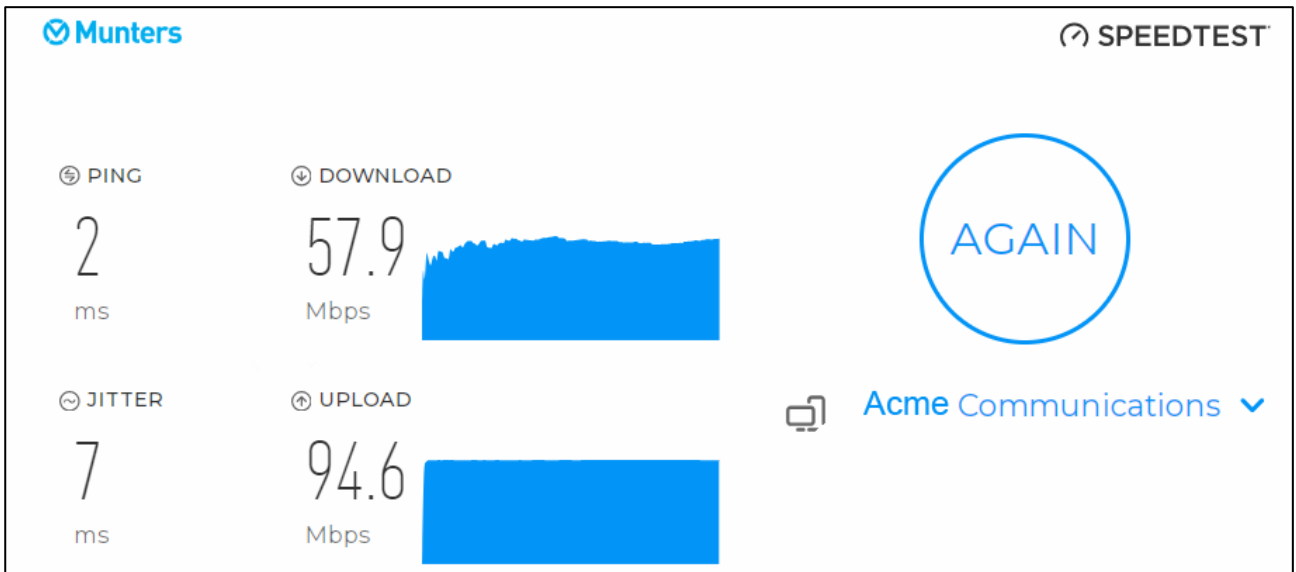 Munters
SPEEDTEST
PING
2
ms
DOWNLOAD
57.9
Mbps
AGAIN
JITTER
7
ms
UPLOAD
94.6
Mbps
Acme Communications